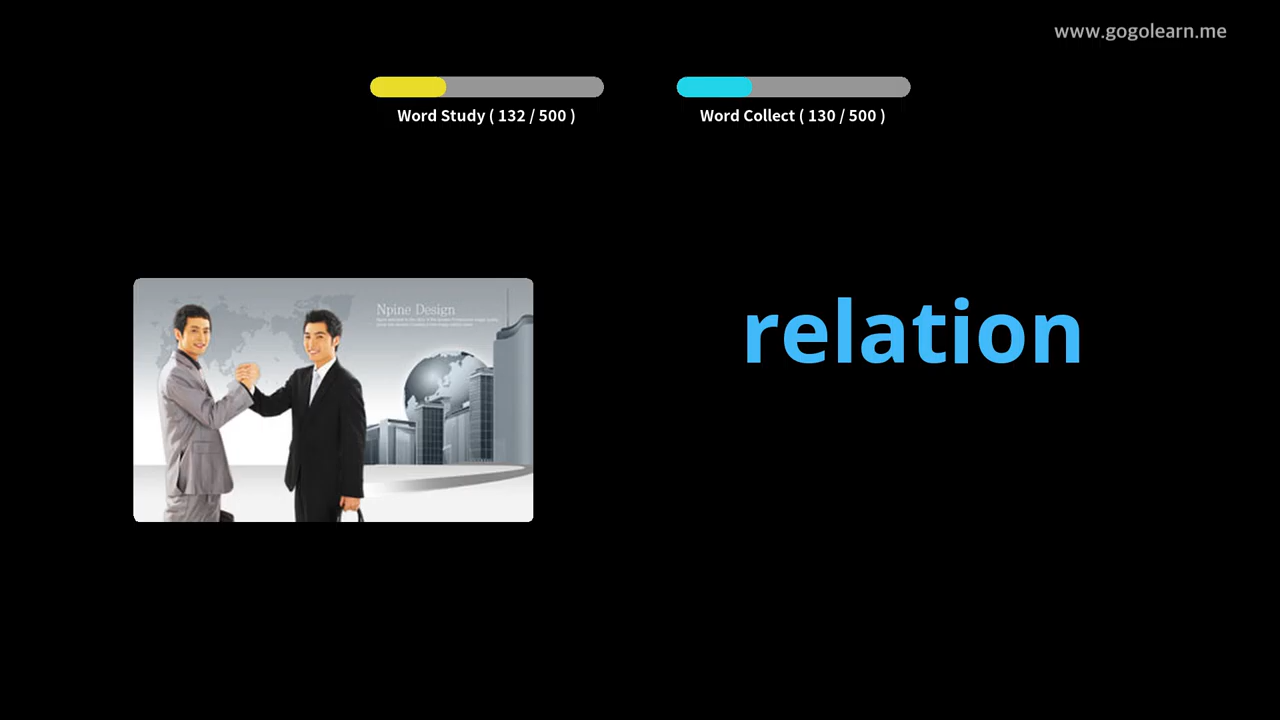 www.gogolearn.me
Word Study ( 132 / 500 )
Word Collect ( 130 / 500 )
Npine Design
relation